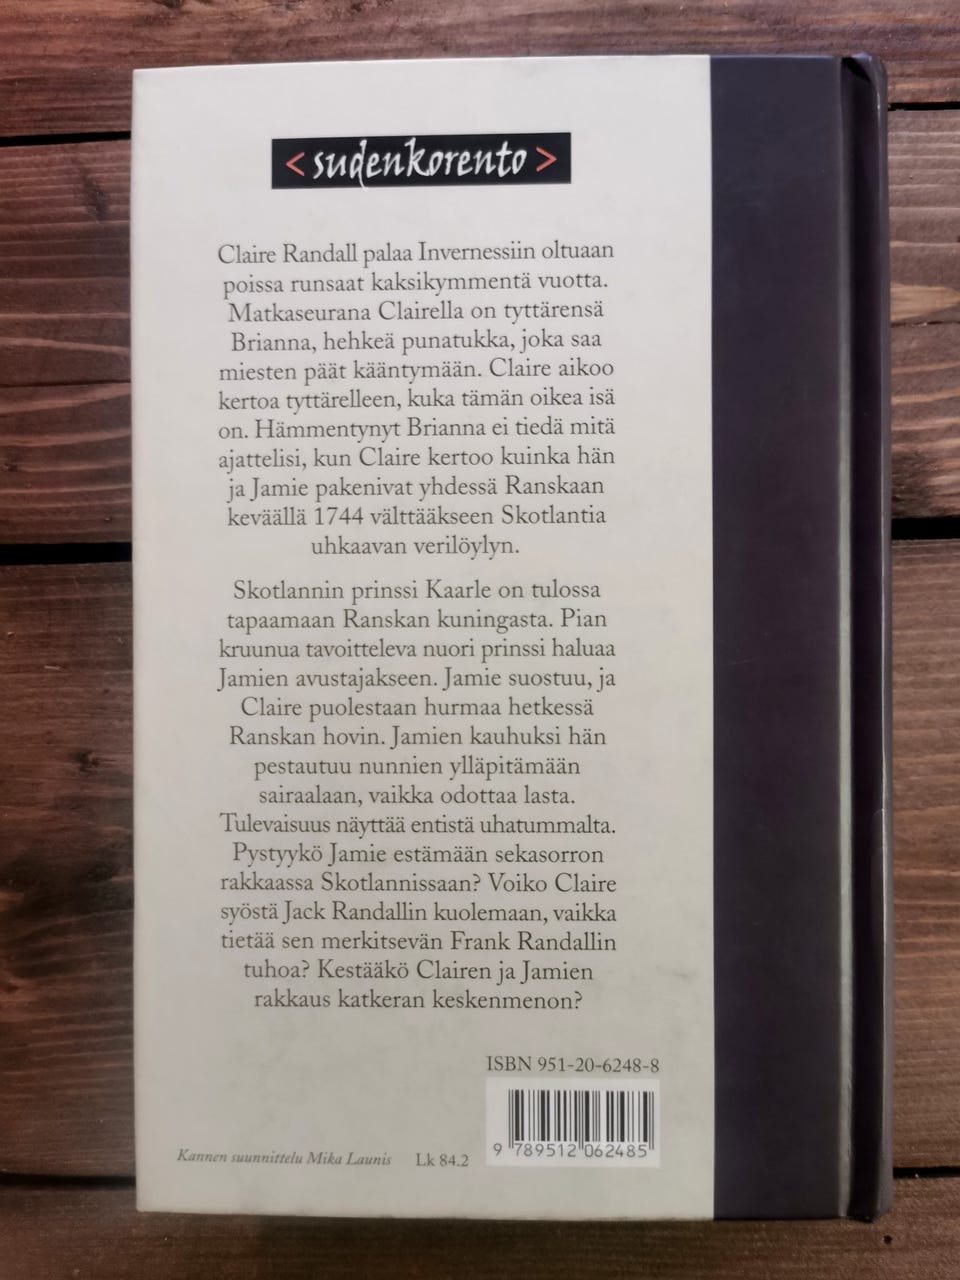 < sudenkorento >
Claire Randall palaa Invernessiin oltuaan
poissa runsaat kaksikymmentä vuotta.
Matkaseurana Clairella on tyttärensä
Brianna, hehkeä punatukka, joka saa
miesten päät kääntymään. Claire aikoo
kertoa tyttärelleen, kuka tämän oikea isä
on. Hämmentynyt Brianna ei tiedä mitä
ajattelisi, kun Claire kertoo kuinka hän
ja Jamie pakenivat yhdessä Ranskaan
keväällä 1744 välttääkseen Skotlantia
uhkaavan verilöylyn.
Skotlannin prinssi Kaarle on tulossa
tapaamaan Ranskan kuningasta. Pian
kruunua tavoitteleva nuori prinssi haluaa
Jamien avustajakseen. Jamie suostuu, ja
Claire puolestaan hurmaa hetkessä
Ranskan hovin. Jamien kauhuksi hän
pestautuu nunnien ylläpitämään
sairaalaan, vaikka odottaa lasta.
Tulevaisuus näyttää entistä uhatummalta.
Pystyykö Jamie estämään sekasorron
rakkaassa Skotlannissaan? Voiko Claire
syöstä Jack Randallin kuolemaan, vaikka
tietää sen merkitsevän Frank Randallin
tuhoa? Kestääkö Clairen ja Jamien
rakkaus katkeran keskenmenon?
ISBN 951-20-6248-8
9 789512 062485
Kannen suunnittelu Mika Launis Lk 84.2